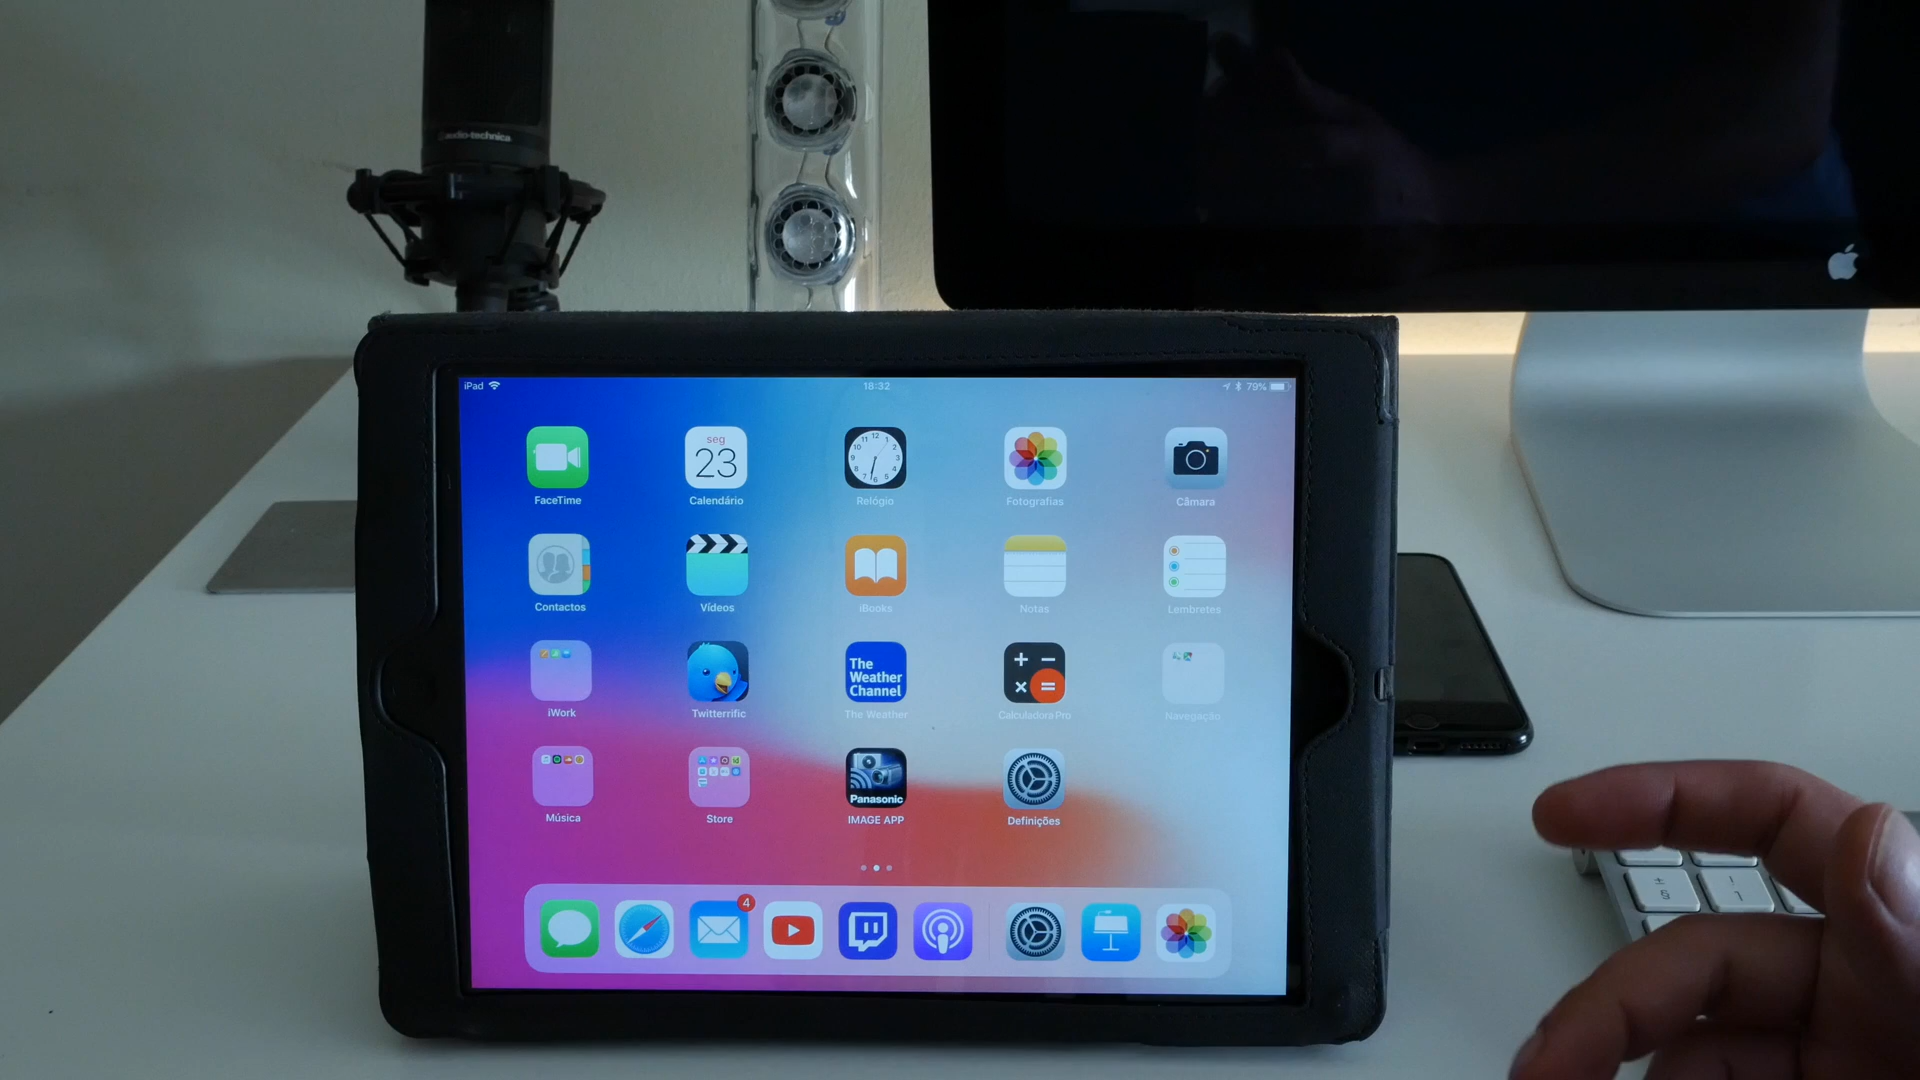 audio-technica
iPad
18:32
79%
seg
23
FaceTime
Calendário
Relógio
Fotografias
Câmara
Contactos
Vídeos
iBooks
Notas
Lembretes
The
Weather
Channel
iWork
Twitterrific
The Weather
Calculadora Pro
Navegação
Panasonic
Música
Store
IMAGE APP
Definições
4